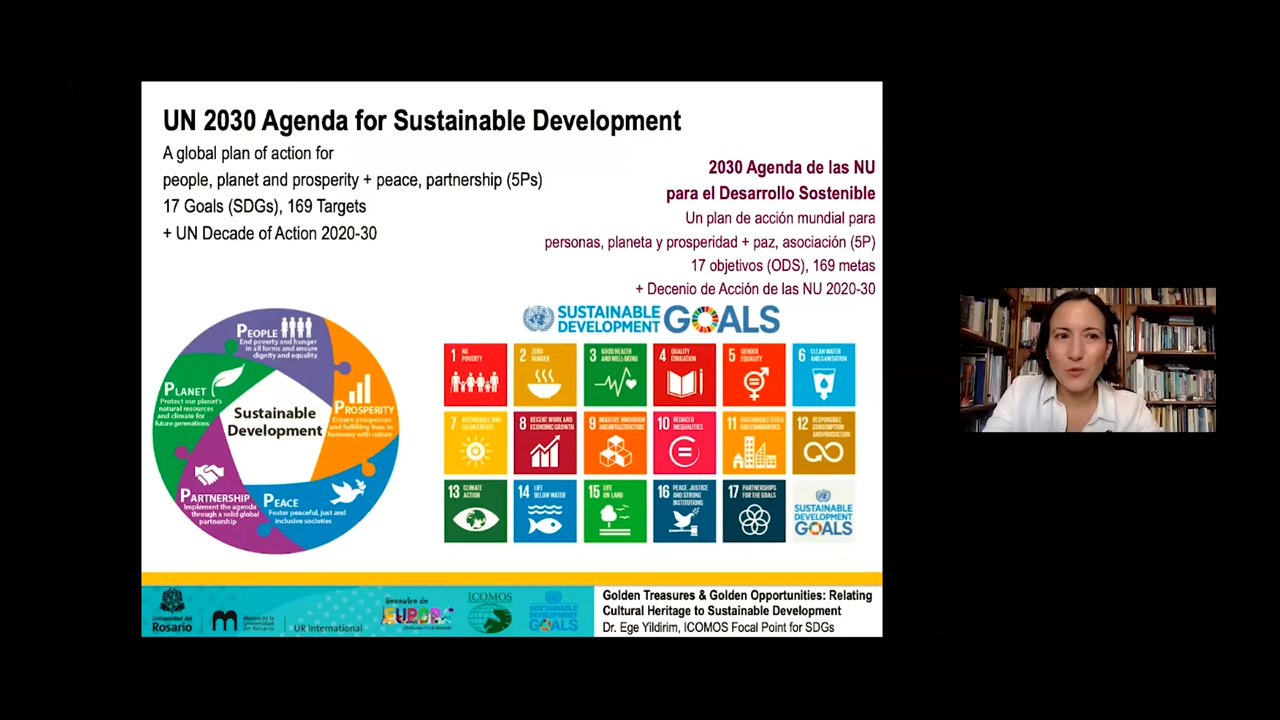 UN 2030 Agenda for Sustainable Development
A global plan of action for
people, planet and prosperity + peace, partnership (5Ps)
17 Goals (SDGs), 169 Targets
+ UN Decade of Action 2020-30
2030 Agenda de las NU
para el Desarrollo Sostenible
Un plan de acción mundial para
personas, planeta y prosperidad + paz, asociación (5P)
17 objetivos (ODS), 169 metas
+ Decenio de Acción de las NU 2020-30
PEOPLE
End poverty and hunger
in all forms and ensure
dignity and equality
PLANET
Protect our planet's
natural resources
and climate for
future generations
PROSPERITY
Ensure prosperous
and fulfilling lives in
harmony with nature
Sustainable
Development
PARTNERSHIP
Implement the agenda
through a solid global
partnership
PEACE
Foster peaceful, just and
inclusive societies
SUSTAINABLE
DEVELOPMENT
GOALS
1 NO
POVERTY
2 ZERO
HUNGER
3 GOOD HEALTH
AND WELL-BEING
4 QUALITY
EDUCATION
5 GENDER
EQUALITY
6 CLEAN WATER
AND SANITATION
7 AFFORDABLE AND
CLEAN ENERGY
8 DECENT WORK AND
ECONOMIC GROWTH
9 INDUSTRY, INNOVATION
AND INFRASTRUCTURE
10 REDUCED
INEQUALITIES
11 SUSTAINABLE CITIES
AND COMMUNITIES
12 RESPONSIBLE
CONSUMPTION
AND PRODUCTION
13 CLIMATE
ACTION
14 LIFE
BELOW WATER
15 LIFE
ON LAND
16 PEACE, JUSTICE
AND STRONG
INSTITUTIONS
17 PARTNERSHIPS
FOR THE GOALS
SUSTAINABLE
DEVELOPMENT
GOALS
Universidad del
Rosario
Museo de la
Universidad
del Rosario
UR International
Semestre de
EUROPA
ICOMOS
SUSTAINABLE
DEVELOPMENT
GOALS
Golden Treasures & Golden Opportunities: Relating
Cultural Heritage to Sustainable Development
Dr. Ege Yildirim, ICOMOS Focal Point for SDGs